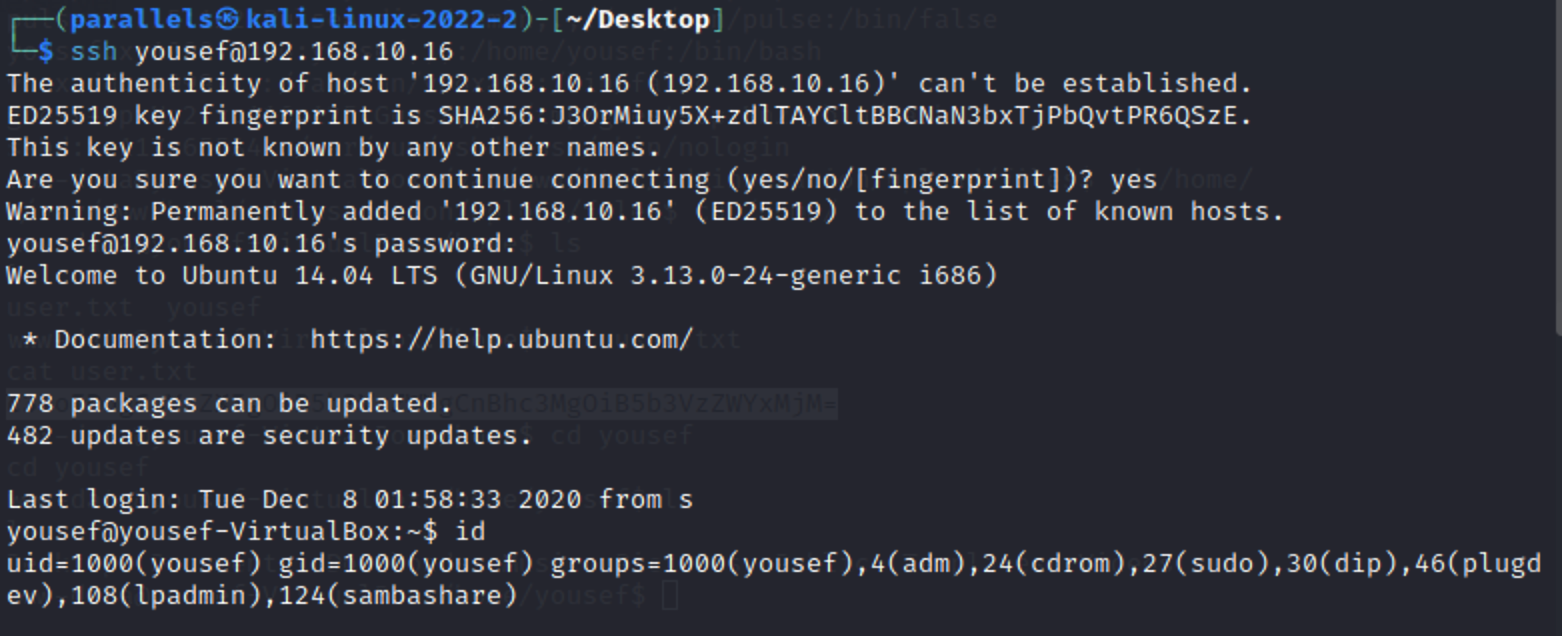 ┌──(parallels㉿kali-linux-2022-2)-[~/Desktop]
└─$ ssh yousef@192.168.10.16
The authenticity of host '192.168.10.16 (192.168.10.16)' can't be established.
ED25519 key fingerprint is SHA256:J3OrMiuy5X+zdlTAYCltBBCNaN3bxTjPbQvtPR6QSzE.
This key is not known by any other names.
Are you sure you want to continue connecting (yes/no/[fingerprint])? yes
Warning: Permanently added '192.168.10.16' (ED25519) to the list of known hosts.
yousef@192.168.10.16's password:
Welcome to Ubuntu 14.04 LTS (GNU/Linux 3.13.0-24-generic i686)
* Documentation: https://help.ubuntu.com/
778 packages can be updated.
482 updates are security updates.
Last login: Tue Dec 8 01:58:33 2020 from s
yousef@yousef-VirtualBox:~$ id
uid=1000(yousef) gid=1000(yousef) groups=1000(yousef),4(adm),24(cdrom),27(sudo),30(dip),46(plugd
ev),108(lpadmin),124(sambashare)